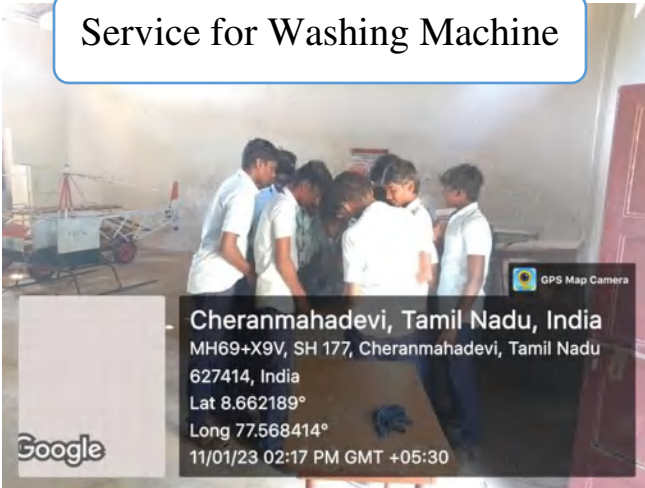 Service for Washing Machine
GPS Map Camera
Cheranmahadevi, Tamil Nadu, India
MH69+X9V, SH 177, Cheranmahadevi, Tamil Nadu
627414, India
Lat 8.662189°
Long 77.568414°
11/01/23 02:17 PM GMT +05:30
Google